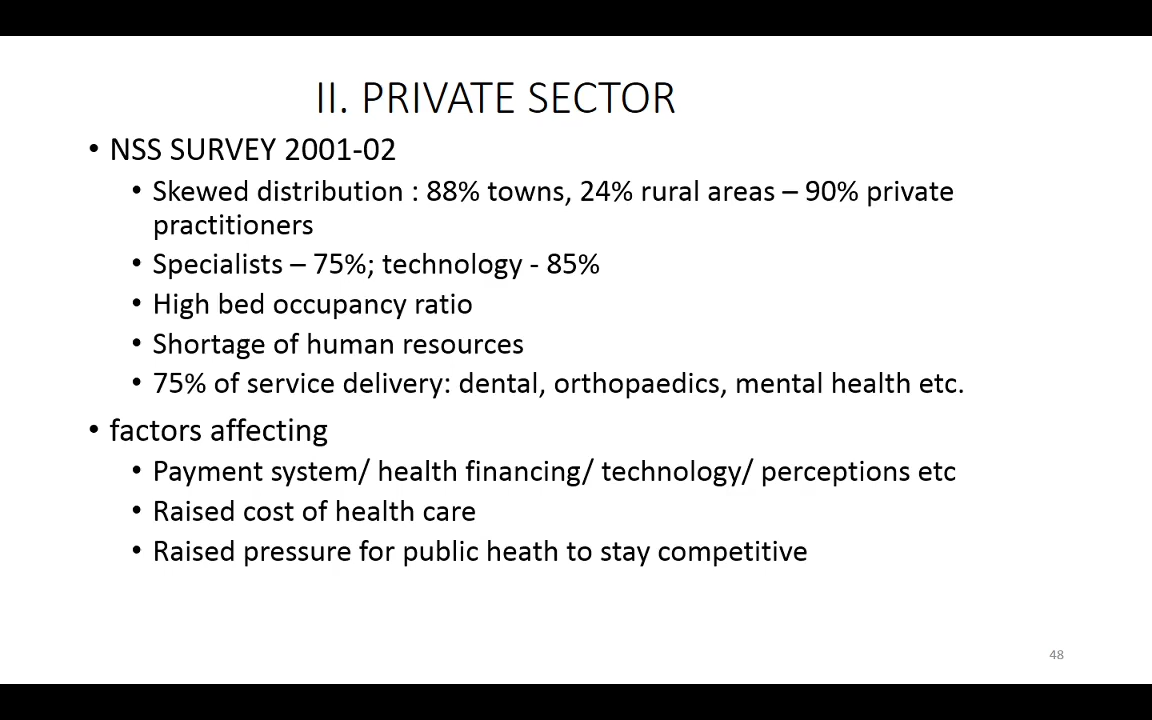 II. PRIVATE SECTOR
• NSS SURVEY 2001-02
• Skewed distribution : 88% towns, 24% rural areas – 90% private
practitioners
• Specialists – 75%; technology - 85%
• High bed occupancy ratio
• Shortage of human resources
• 75% of service delivery: dental, orthopaedics, mental health etc.
• factors affecting
• Payment system/ health financing/ technology/ perceptions etc
• Raised cost of health care
• Raised pressure for public heath to stay competitive
48